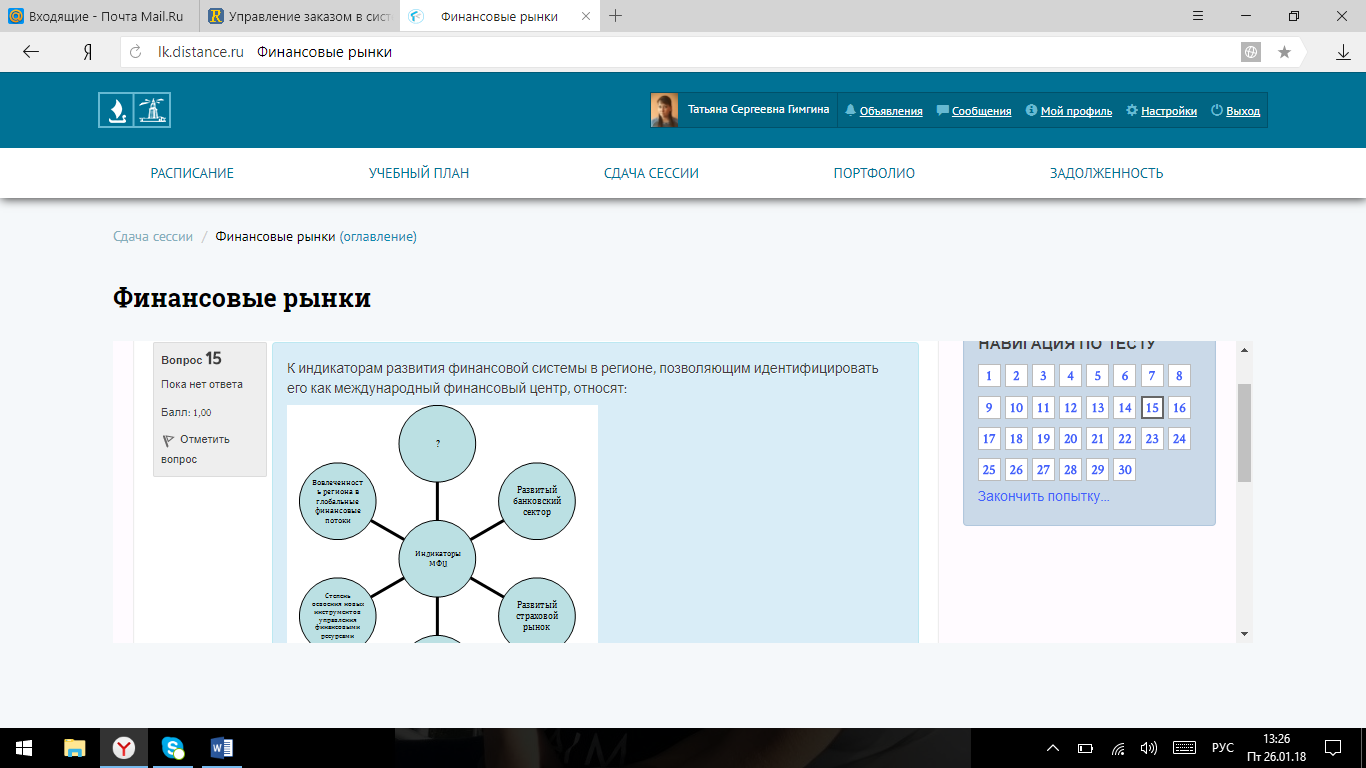 Входящие - Почта Mail.Ru
Управление заказом в сист
Финансовые рынки
Я
lk.distance.ru Финансовые рынки
Татьяна Сергеевна Гимгина
Объявления
Сообщения
Мой профиль
Настройки
Выход
РАСПИСАНИЕ
УЧЕБНЫЙ ПЛАН
СДАЧА СЕССИИ
ПОРТФОЛИО
ЗАДОЛЖЕННОСТЬ
Сдача сессии / Финансовые рынки (оглавление)
Финансовые рынки
Вопрос 15
Пока нет ответа
Балл: 1,00
Отметить
вопрос
К индикаторам развития финансовой системы в регионе, позволяющим идентифицировать
его как международный финансовый центр, относят:
?
Вовлеченност
ь региона в
глобальные
финансовые
потоки
Развитый
банковский
сектор
Индикаторы
МФЦ
Степень
освоения новых
инструментов
управления
финансовыми
ресурсами
Развитый
страховой
рынок
НАВИГАЦИЯ ПО ТЕСТУ
1 2 3 4 5 6 7 8
9 10 11 12 13 14 15 16
17 18 19 20 21 22 23 24
25 26 27 28 29 30
Закончить попытку...
РУС
13:26
Пт 26.01.18